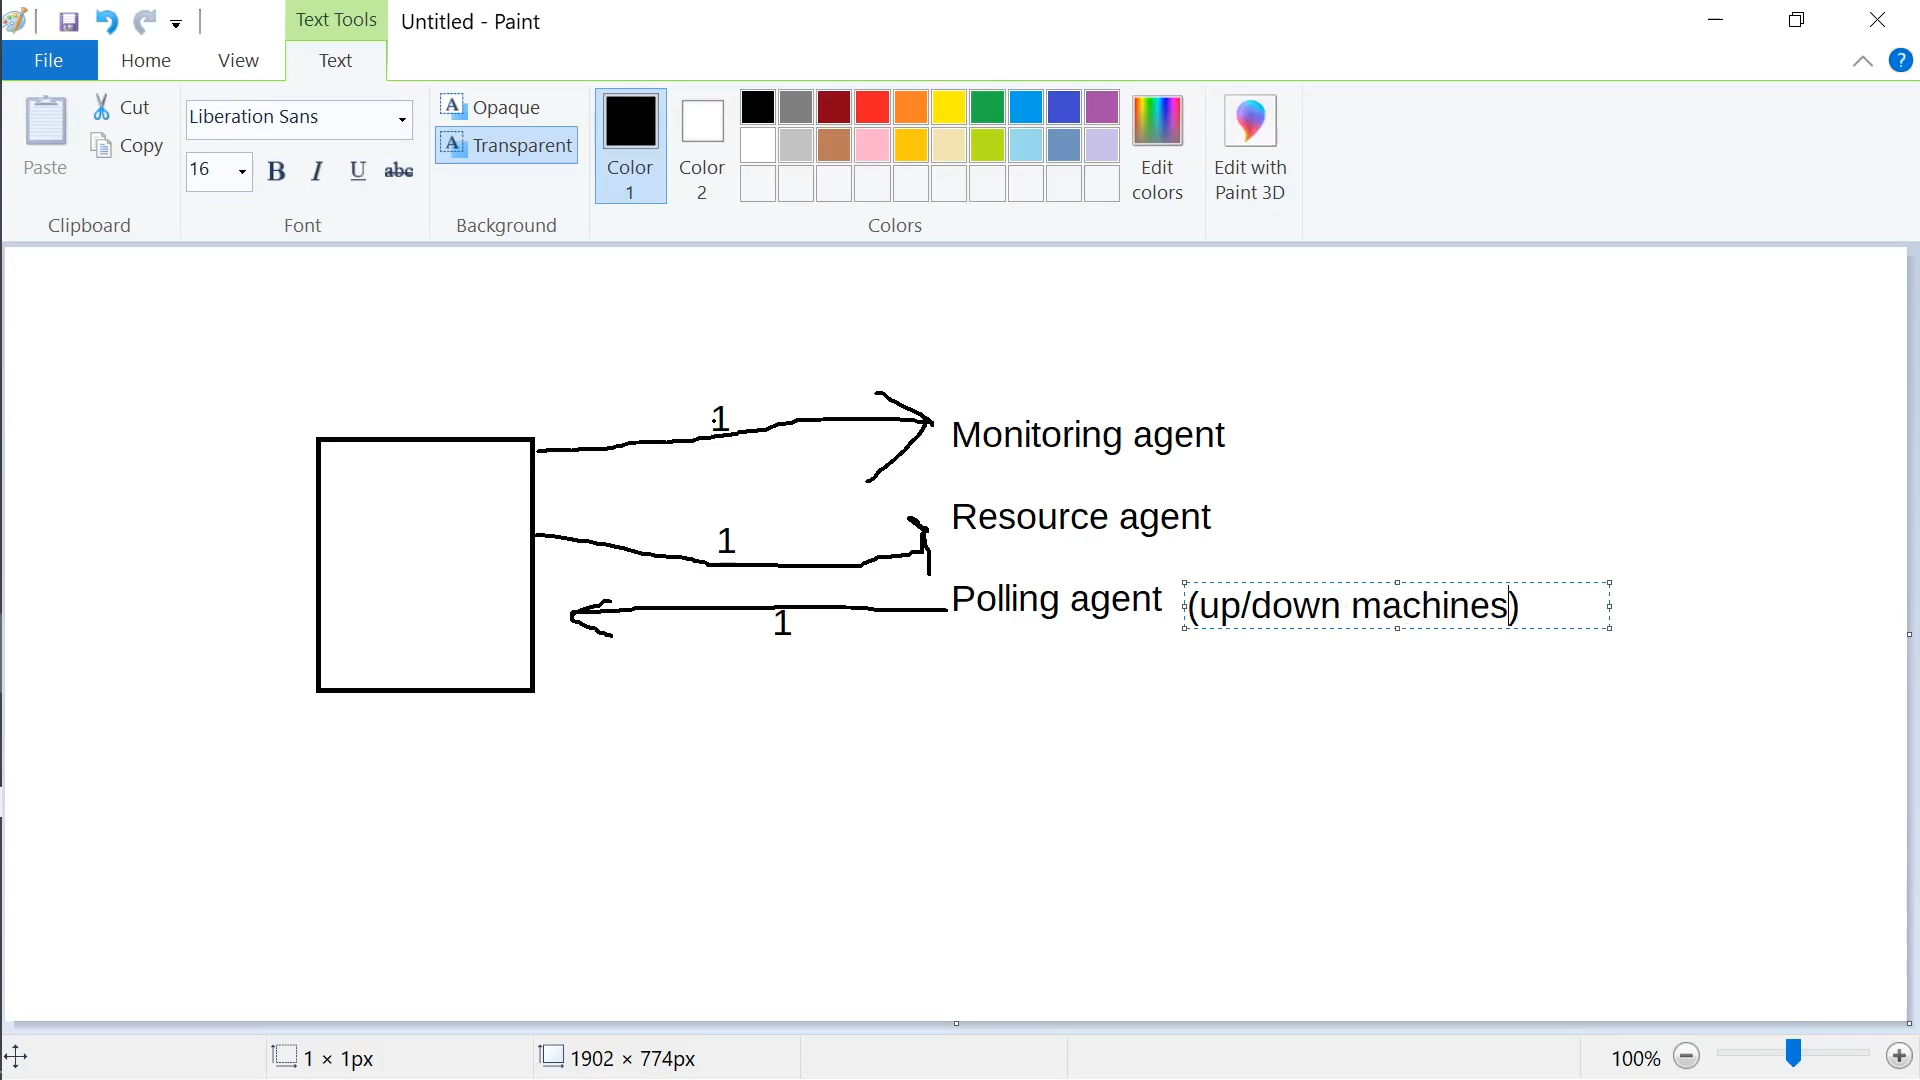 Text Tools
Untitled - Paint
File
Home
View
Text
?
Paste
Cut
Copy
Clipboard
Liberation Sans
16
B I U abc
Font
A Opaque
A Transparent
Background
Color 1
Color 2
Colors
Edit colors
Edit with Paint 3D
1
Monitoring agent
1
Resource agent
Polling agent (up/down machines)
1
1 × 1px
1902 × 774px
100%